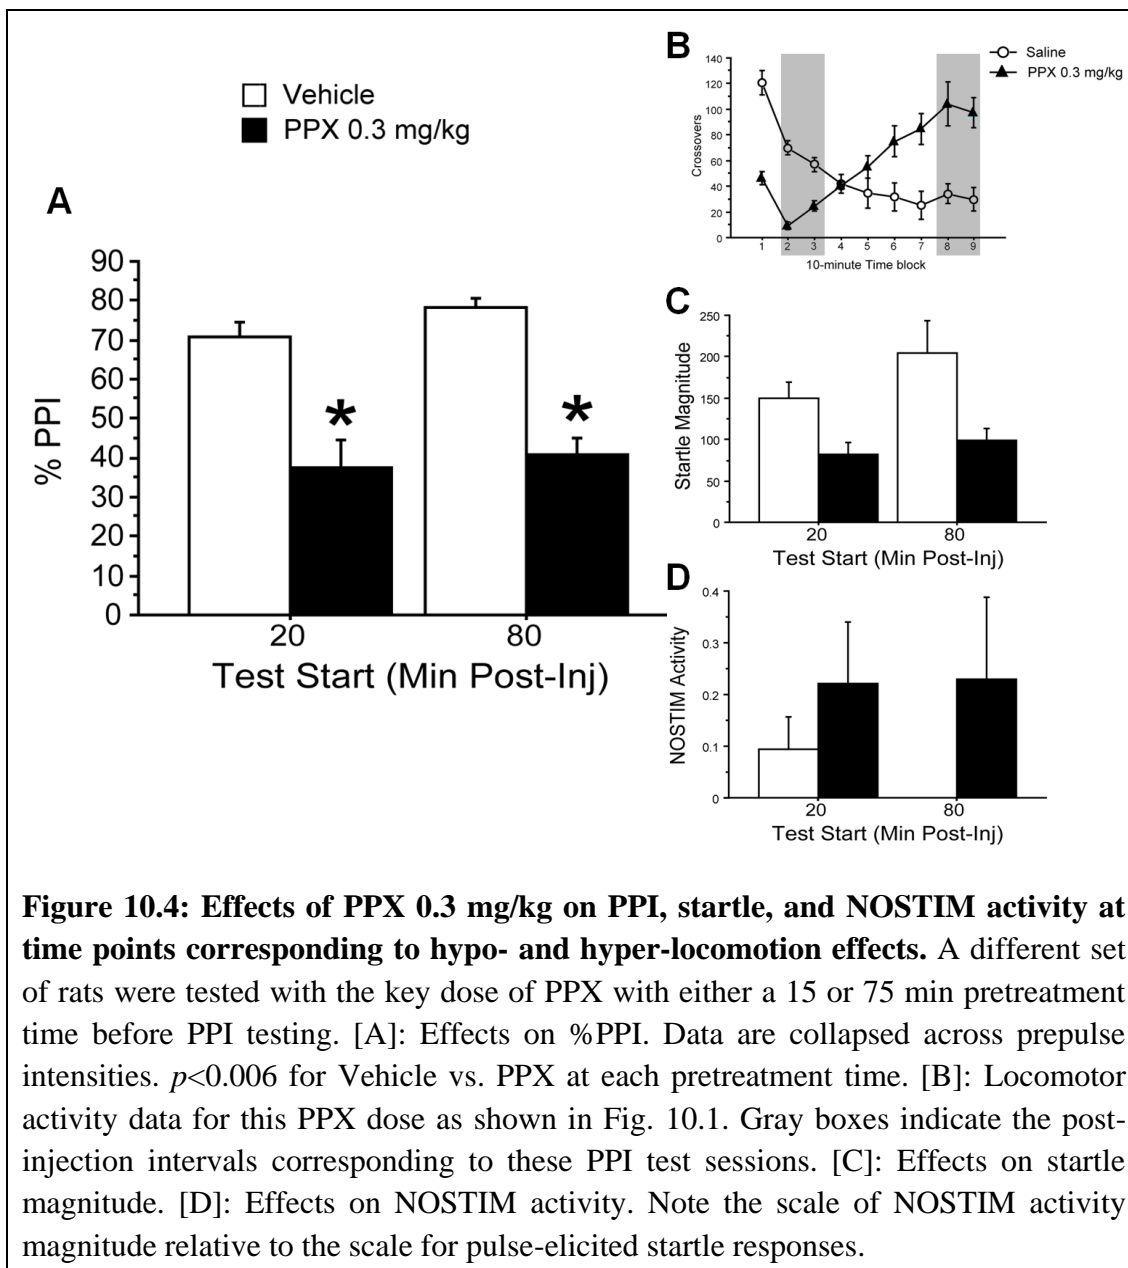 Vehicle
PPX 0.3 mg/kg
A
90
80
70
60
50
40
30
20
10
0
% PPI
*
*
20
80
Test Start (Min Post-Inj)
B
Saline
PPX 0.3 mg/kg
140
120
100
80
60
40
20
0
Crossovers
1 2 3 4 5 6 7 8 9
10-minute Time block
C
250
200
150
100
50
0
Startle Magnitude
20
80
Test Start (Min Post-Inj)
D
0.4
0.3
0.2
0.1
0
NOSTIM Activity
20
80
Test Start (Min Post-Inj)
Figure 10.4: Effects of PPX 0.3 mg/kg on PPI, startle, and NOSTIM activity at
time points corresponding to hypo- and hyper-locomotion effects. A different set
of rats were tested with the key dose of PPX with either a 15 or 75 min pretreatment
time before PPI testing. [A]: Effects on %PPI. Data are collapsed across prepulse
intensities. p<0.006 for Vehicle vs. PPX at each pretreatment time. [B]: Locomotor
activity data for this PPX dose as shown in Fig. 10.1. Gray boxes indicate the post-
injection intervals corresponding to these PPI test sessions. [C]: Effects on startle
magnitude. [D]: Effects on NOSTIM activity. Note the scale of NOSTIM activity
magnitude relative to the scale for pulse-elicited startle responses.